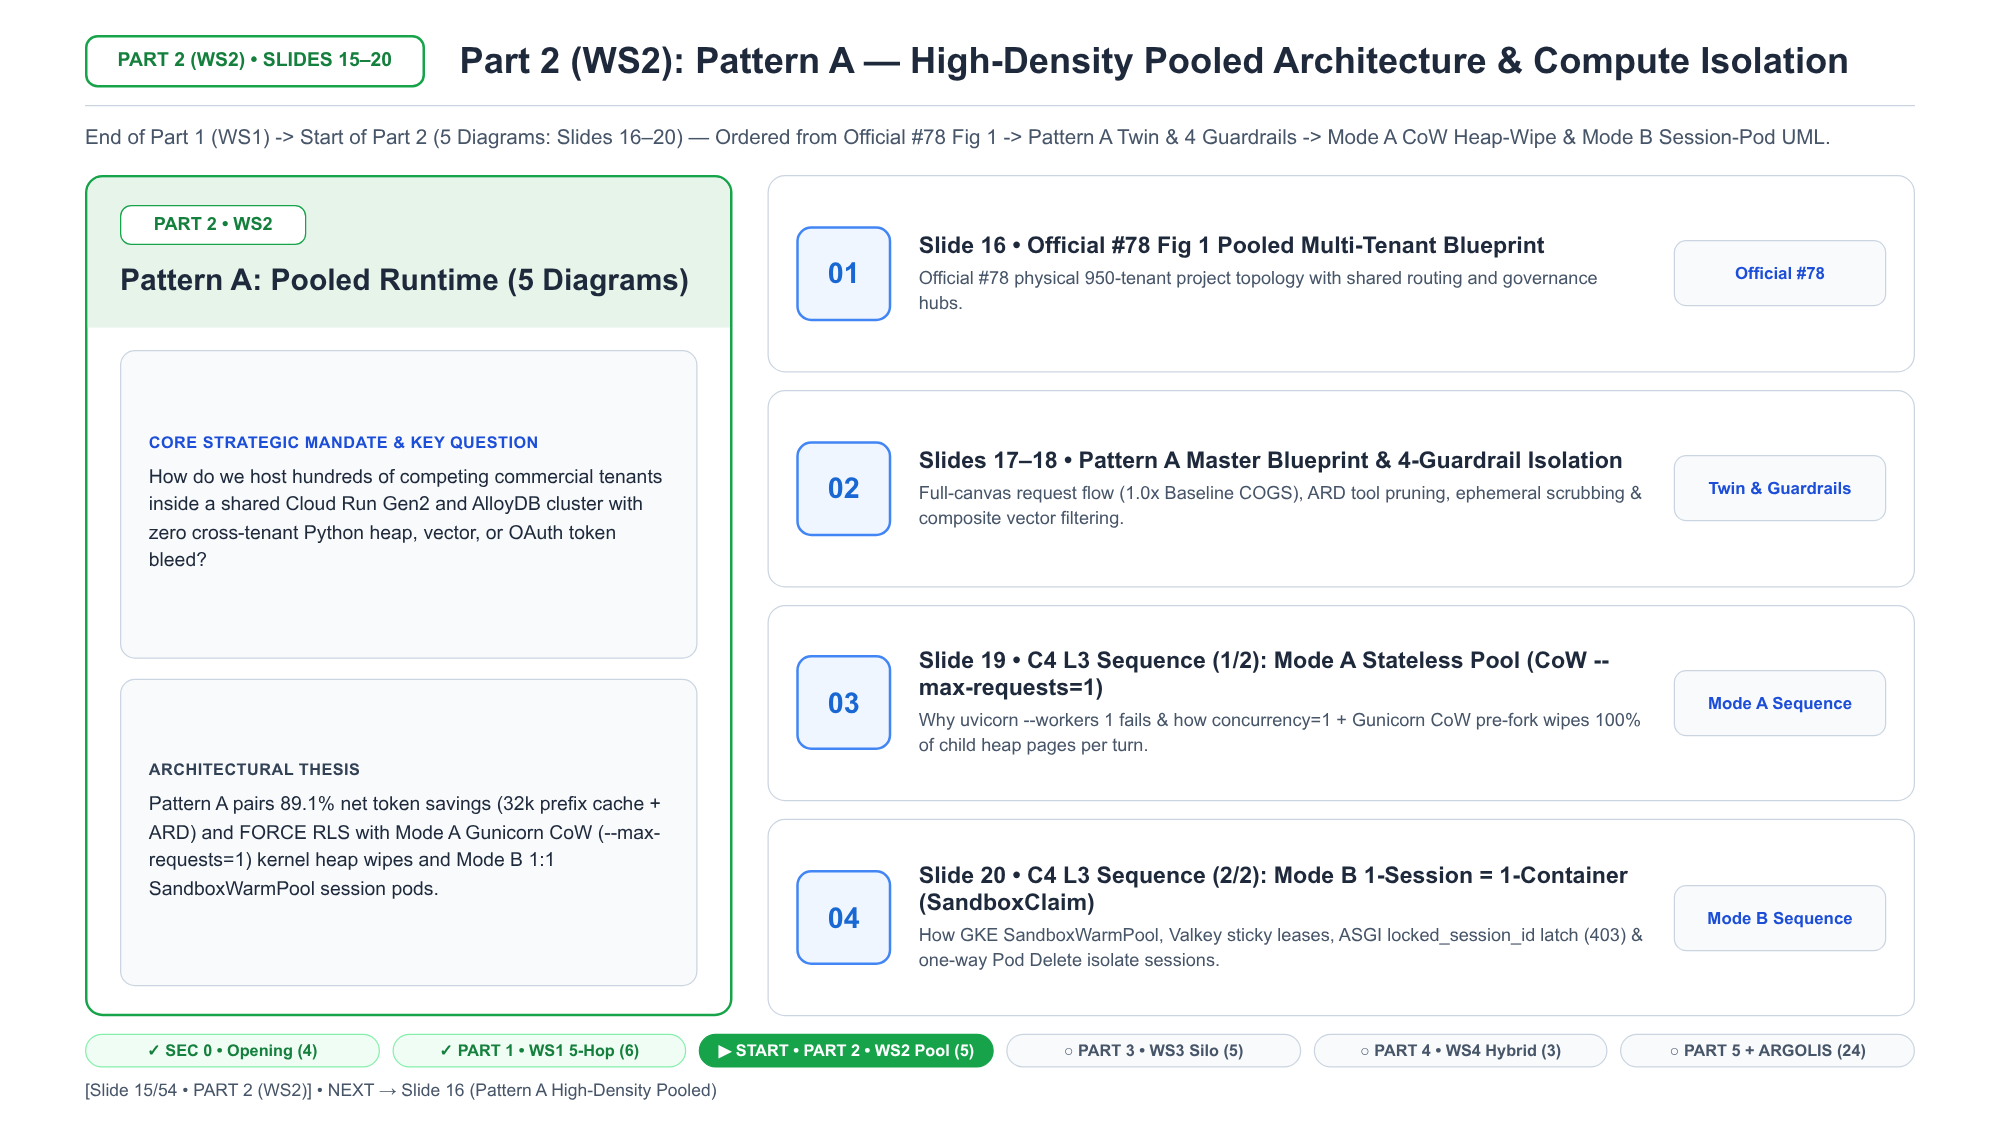 PART 2 (WS2) • SLIDES 15–20
Part 2 (WS2): Pattern A — High-Density Pooled Architecture & Compute Isolation
End of Part 1 (WS1) -> Start of Part 2 (5 Diagrams: Slides 16–20) — Ordered from Official #78 Fig 1 -> Pattern A Twin & 4 Guardrails -> Mode A CoW Heap-Wipe & Mode B Session-Pod UML.
PART 2 • WS2
Pattern A: Pooled Runtime (5 Diagrams)
CORE STRATEGIC MANDATE & KEY QUESTION
How do we host hundreds of competing commercial tenants
inside a shared Cloud Run Gen2 and AlloyDB cluster with
zero cross-tenant Python heap, vector, or OAuth token
bleed?
ARCHITECTURAL THESIS
Pattern A pairs 89.1% net token savings (32k prefix cache +
ARD) and FORCE RLS with Mode A Gunicorn CoW (--max-
requests=1) kernel heap wipes and Mode B 1:1
SandboxWarmPool session pods.
01
Slide 16 • Official #78 Fig 1 Pooled Multi-Tenant Blueprint
Official #78 physical 950-tenant project topology with shared routing and governance
hubs.
Official #78
02
Slides 17–18 • Pattern A Master Blueprint & 4-Guardrail Isolation
Full-canvas request flow (1.0x Baseline COGS), ARD tool pruning, ephemeral scrubbing &
composite vector filtering.
Twin & Guardrails
03
Slide 19 • C4 L3 Sequence (1/2): Mode A Stateless Pool (CoW --
max-requests=1)
Why uvicorn --workers 1 fails & how concurrency=1 + Gunicorn CoW pre-fork wipes 100%
of child heap pages per turn.
Mode A Sequence
04
Slide 20 • C4 L3 Sequence (2/2): Mode B 1-Session = 1-Container
(SandboxClaim)
How GKE SandboxWarmPool, Valkey sticky leases, ASGI locked_session_id latch (403) &
one-way Pod Delete isolate sessions.
Mode B Sequence
✓ SEC 0 • Opening (4)
✓ PART 1 • WS1 5-Hop (6)
▶ START • PART 2 • WS2 Pool (5)
○ PART 3 • WS3 Silo (5)
○ PART 4 • WS4 Hybrid (3)
○ PART 5 + ARGOLIS (24)
[Slide 15/54 • PART 2 (WS2)] • NEXT → Slide 16 (Pattern A High-Density Pooled)